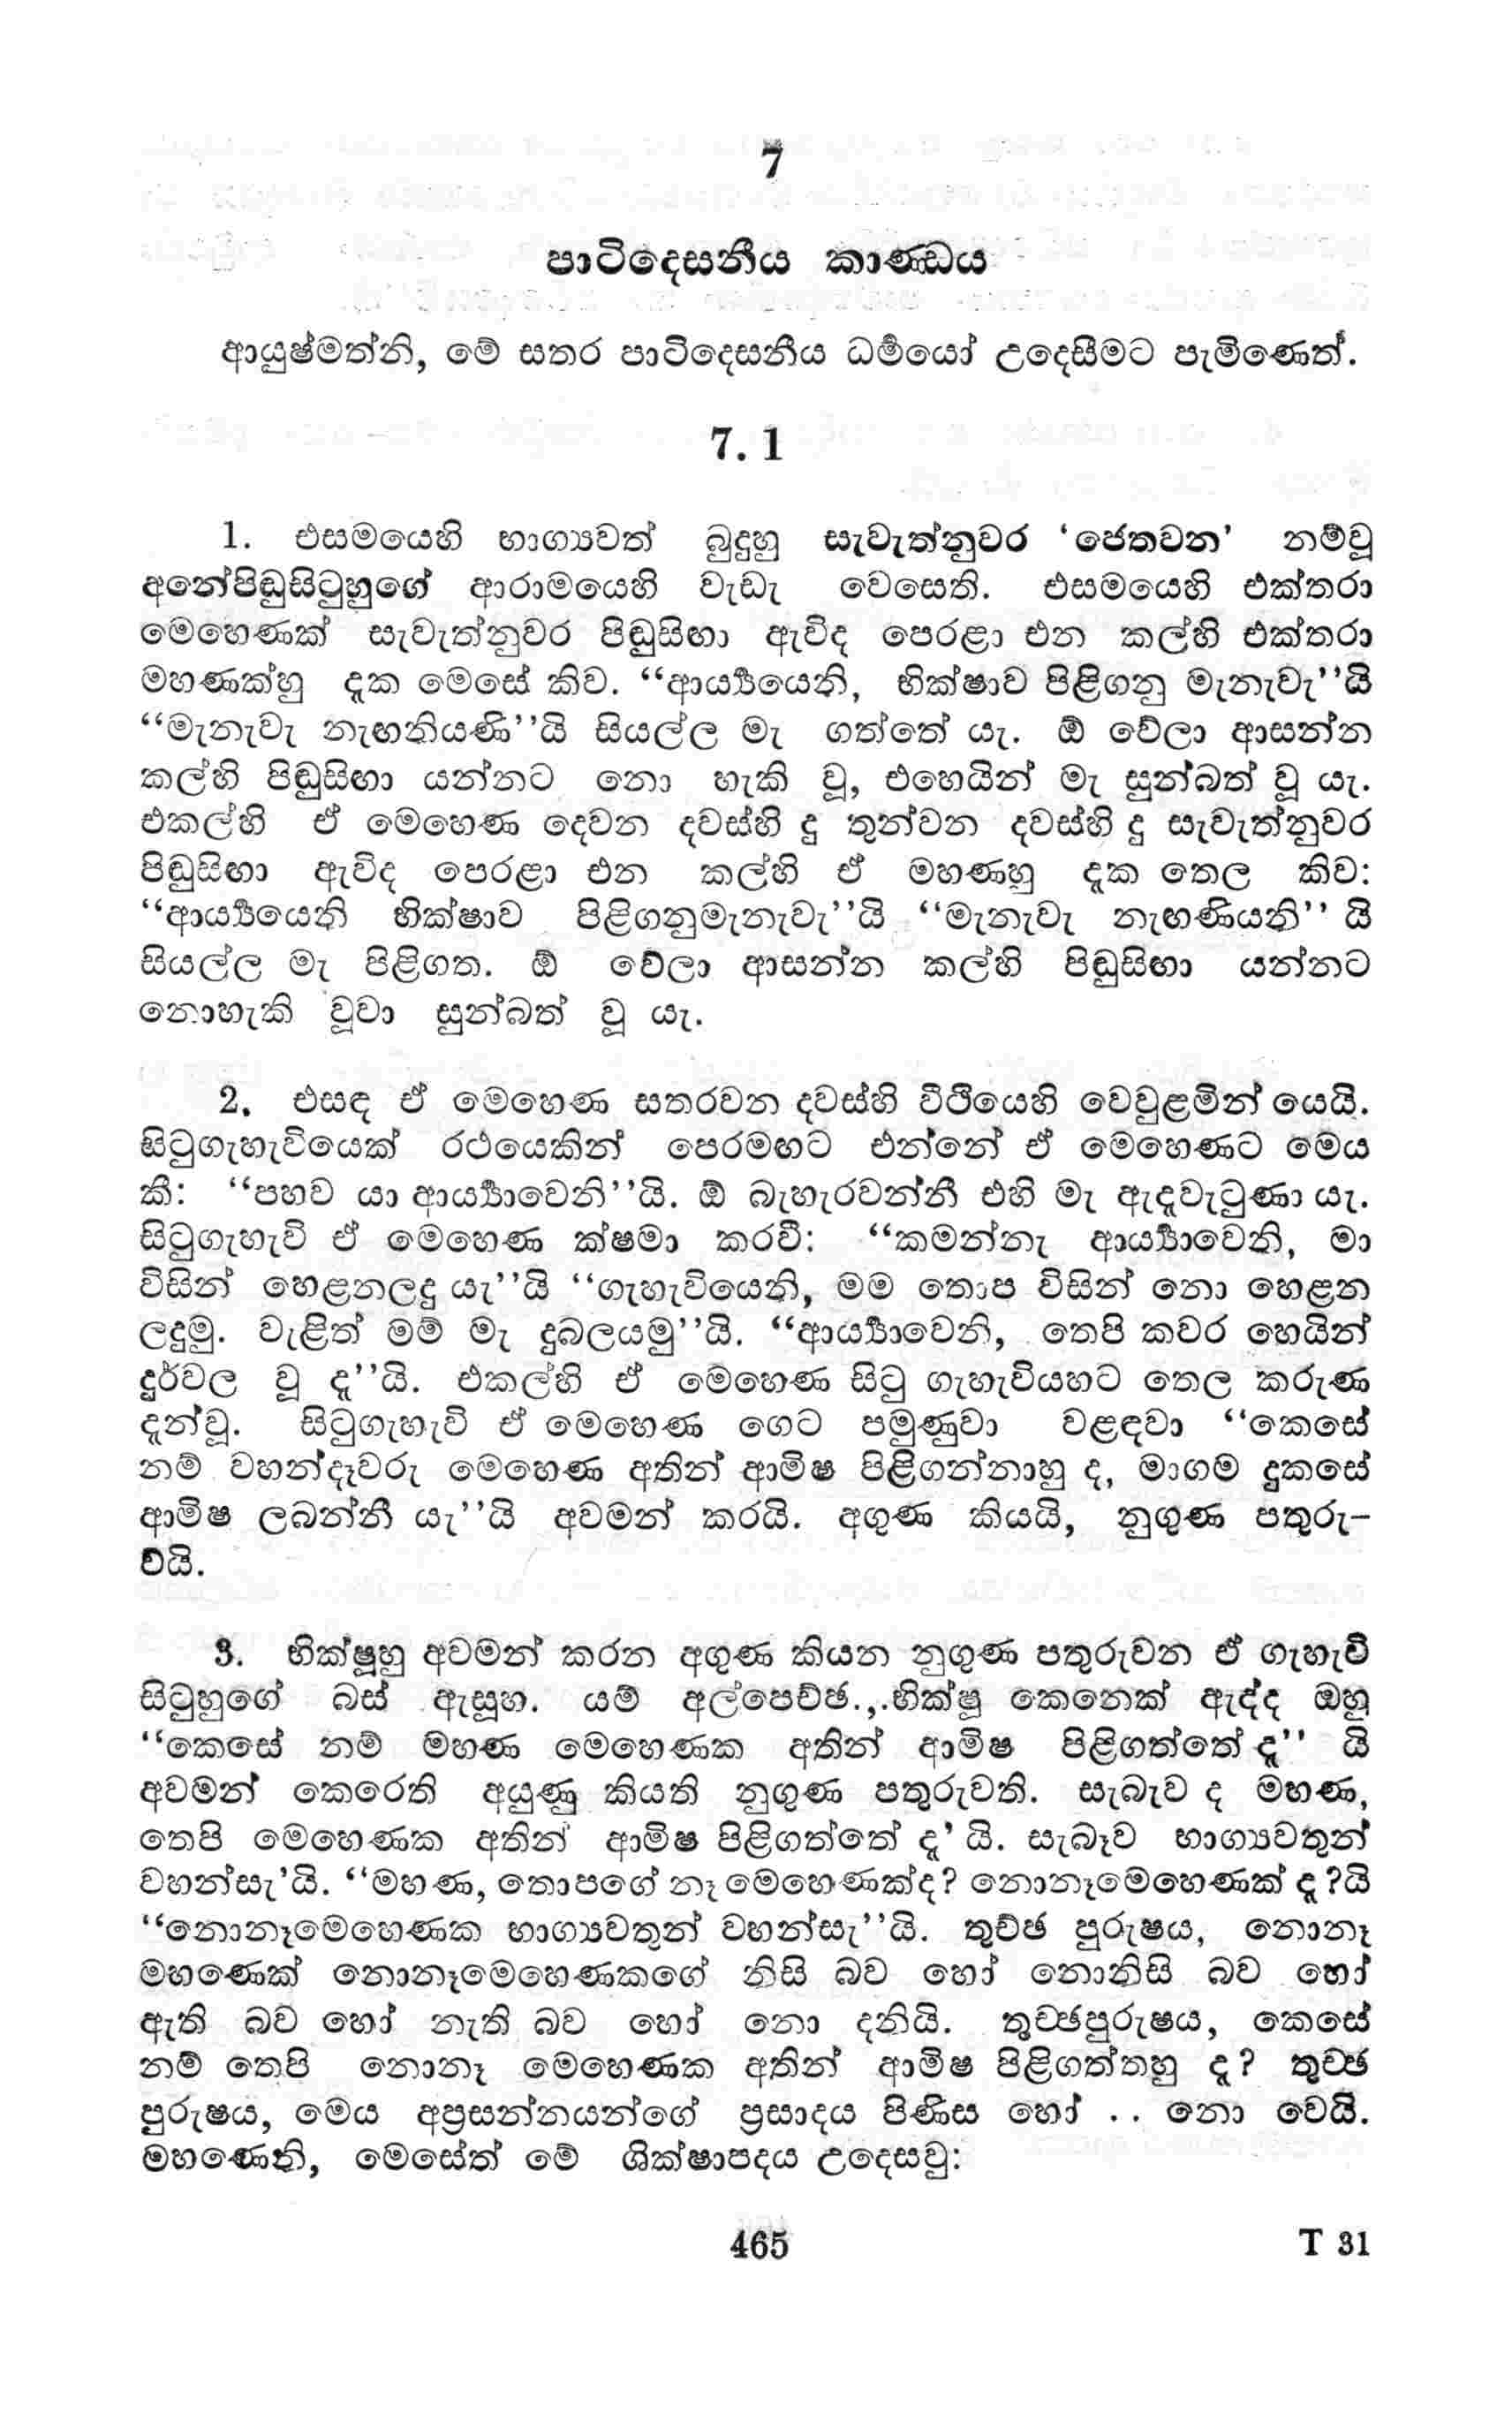 7
පාටිදෙසනීය කාණ්ඩය
ආයුෂ්මත්නි, මේ සතර පාටිදෙසනීය ධර්‍මයෝ උදෙසීමට පැමිණෙත්.
7. 1
1. එසමයෙහි භාග්‍යවත් බුදුහු සැවැත්නුවර ‘ජෙතවන’ නම්වූ
අනේපිඬුසිටුහුගේ ආරාමයෙහි වැඩැ වෙසෙති. එසමයෙහි එක්තරා
මෙහෙණක් සැවැත්නුවර පිඬුසිඟා ඇවිද පෙරළා එන කල්හි එක්තරා
මහණක්හු දැක මෙසේ කිව. “ආර්‍ය්‍යයෙනි, භික්ෂාව පිළිගනු මැනැවැ”යි
“මැනැවැ නැඟනියණි”යි සියල්ල මැ ගත්තේ යැ. ඕ වේලා ආසන්න
කල්හි පිඬුසිඟා යන්නට නො හැකි වූ, එහෙයින් මැ සුන්බත් වූ යැ.
එකල්හි ඒ මෙහෙණ දෙවන දවස්හි දු තුන්වන දවස්හි දු සැවැත්නුවර
පිඬුසිඟා ඇවිද පෙරළා එන කල්හි ඒ මහණහු දැක තෙල කිව:
“ආර්‍ය්‍යයෙනි භික්ෂාව පිළිගනුමැනැවැ”යි “මැනැවැ නැඟණියනි” යි
සියල්ල මැ පිළිගත. ඕ වේලා ආසන්න කල්හි පිඬුසිඟා යන්නට
නොහැකි වූවා සුන්බත් වූ යැ.
2. එසඳ ඒ මෙහෙණ සතරවන දවස්හි වීථියෙහි වෙවුළමින් යෙයි.
සිටුගැහැවියෙක් රථයෙකින් පෙරමඟට එන්නේ ඒ මෙහෙණට මෙය
කී: “පහව යා ආර්‍ය්‍යාවෙනි”යි. ඕ බැහැරවන්නී එහි මැ ඇදවැටුණා යැ.
සිටුගැහැවි ඒ මෙහෙණ ක්ෂමා කරවී: “කමන්නැ ආර්‍ය්‍යාවෙනි, මා
විසින් හෙළනලදු යැ”යි “ගැහැවියෙනි, මම තොප විසින් නො හෙළන
ලදුමු. වැළිත් මම් මැ දුබලයමු”යි. “ආර්‍ය්‍යාවෙනි, තෙපි කවර හෙයින්
දුර්වල වූ ද”යි. එකල්හි ඒ මෙහෙණ සිටු ගැහැවියහට තෙල කරුණ
දැන්වූ. සිටුගැහැවි ඒ මෙහෙණ ගෙට පමුණුවා වළඳවා “කෙසේ
නම් වහන්දෑවරු මෙහෙණ අතින් ආමිෂ පිළිගන්නාහු ද, මාගම දුකසේ
ආමිෂ ලබන්නී යැ”යි අවමන් කරයි. අගුණ කියයි, නුගුණ පතුරු-
වයි.
3. භික්ෂූහු අවමන් කරන අගුණ කියන නුගුණ පතුරුවන ඒ ගැහැවි
සිටුහුගේ බස් ඇසූහ. යම් අල්පෙච්ඡ...භික්ෂූ කෙනෙක් ඇද්ද ඔහු
“කෙසේ නම් මහණ මෙහෙණක අතින් ආමිෂ පිළිගත්තේ ද” යි
අවමන් කෙරෙති අයුණු කියති නුගුණ පතුරුවති. සැබැව ද මහණ,
තෙපි මෙහෙණක අතින් ආමිෂ පිළිගත්තේ ද’ යි. සැබෑව භාග්‍යවතුන්
වහන්සැ’යි. “මහණ, තොපගේ නෑ මෙහෙණක්ද? නොනෑමෙහෙණක් ද?යි
“නොනෑමෙහෙණක භාග්‍යවතුන් වහන්සැ”යි. තුච්ඡ පුරුෂය, නොනෑ
මහණෙක් නොනෑමෙහෙණකගේ නිසි බව හෝ නොනිසි බව හෝ
ඇති බව හෝ නැති බව හෝ නො දනියි. තුච්ඡපුරුෂය, කෙසේ
නම් තෙපි නොනෑ මෙහෙණක අතින් ආමිෂ පිළිගත්තහු ද? තුච්ඡ
පුරුෂය, මෙය අප්‍රසන්නයන්ගේ ප්‍රසාදය පිණිස හෝ .. නො වෙයි.
මහණෙනි, මෙසේත් මේ ශික්ෂාපදය උදෙසවු:
465 T 31